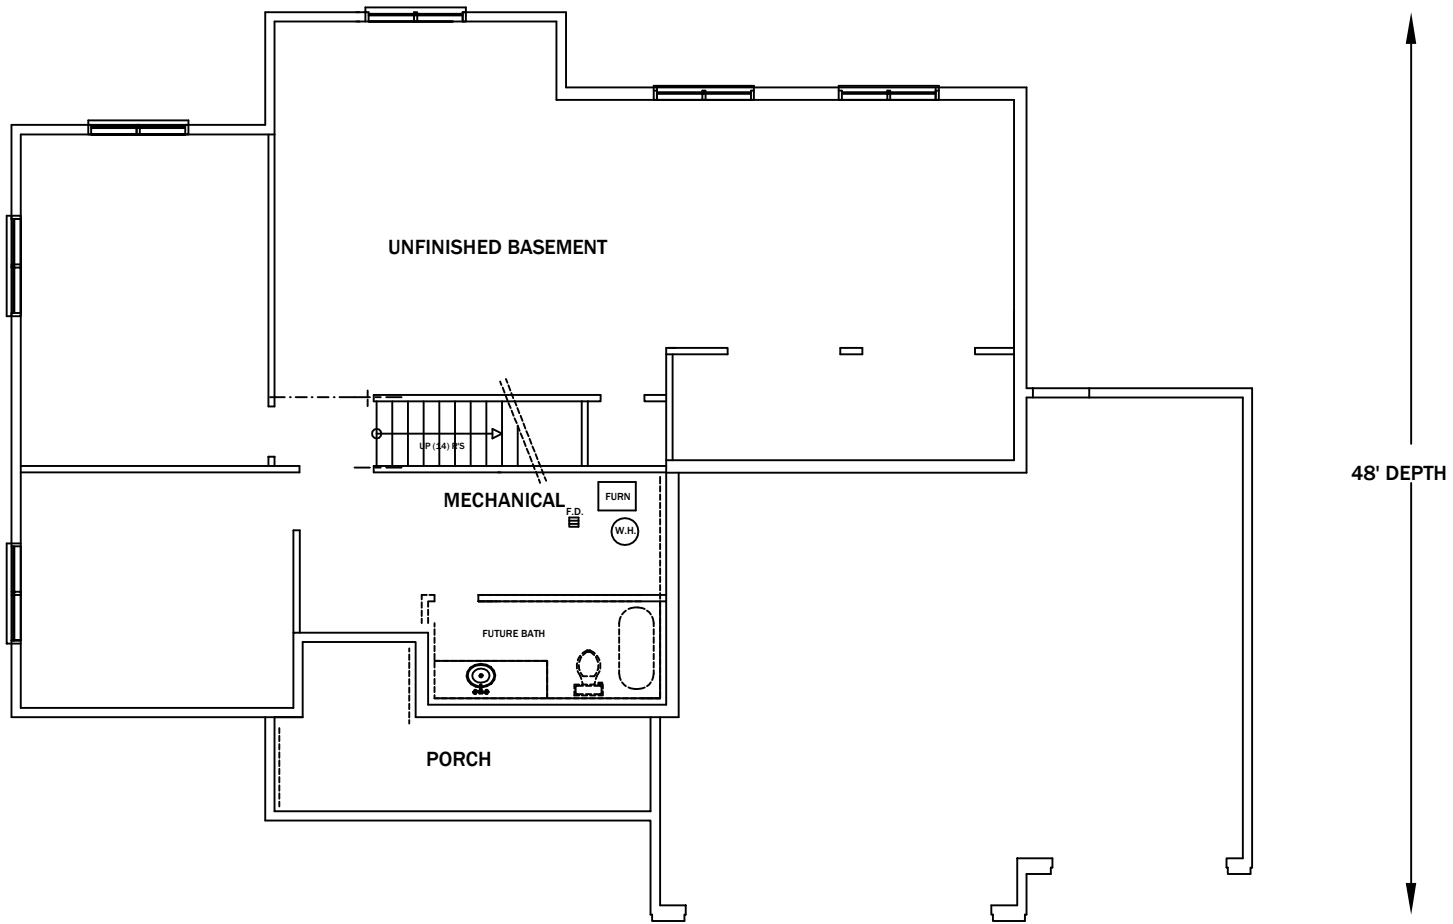 UNFINISHED BASEMENT
UP (14) R'S
48' DEPTH
MECHANICAL
FURN
F.D.
W.H.
FUTURE BATH
PORCH